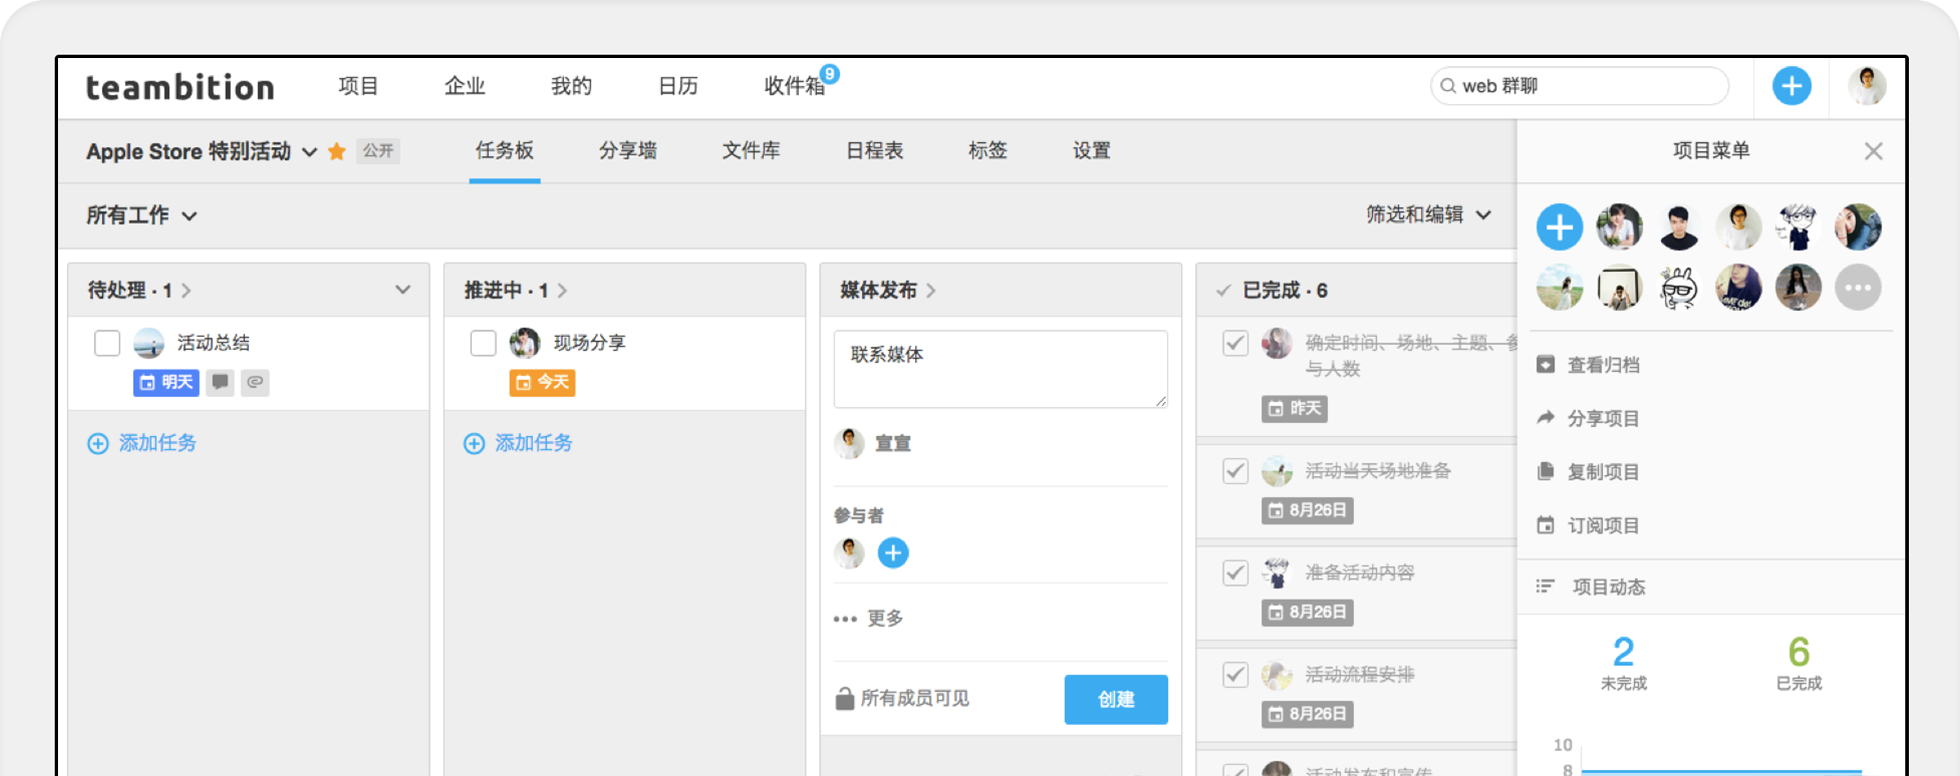 teambition
项目
企业
我的
日历
收件箱
9
web 群聊
Apple Store 特别活动
公开
任务板
分享墙
文件库
日程表
标签
设置
项目菜单
所有工作
筛选和编辑
待处理 · 1
活动总结
明天
添加任务
推进中 · 1
现场分享
今天
添加任务
媒体发布
联系媒体
宣宣
参与者
更多
所有成员可见
创建
已完成 · 6
确定时间、场地、主题、参
与人数
昨天
活动当天场地准备
8月26日
准备活动内容
8月26日
活动流程安排
8月26日
活动发布和宣传
查看归档
分享项目
复制项目
订阅项目
项目动态
2
未完成
6
已完成
10
8